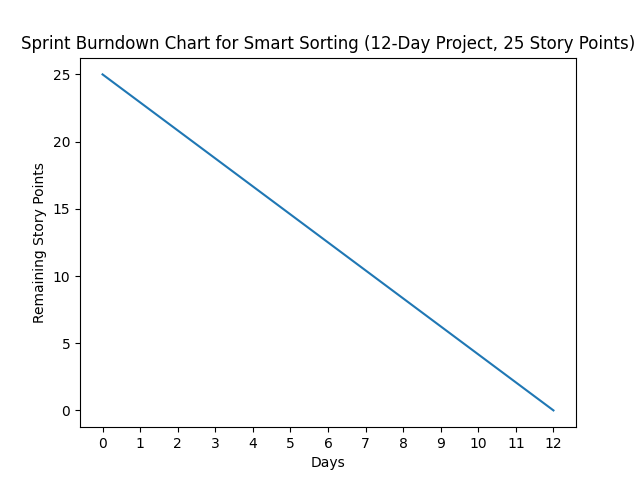 Sprint Burndown Chart for Smart Sorting (12-Day Project, 25 Story Points)
25
20
15
10
5
0
Remaining Story Points
0 1 2 3 4 5 6 7 8 9 10 11 12
Days